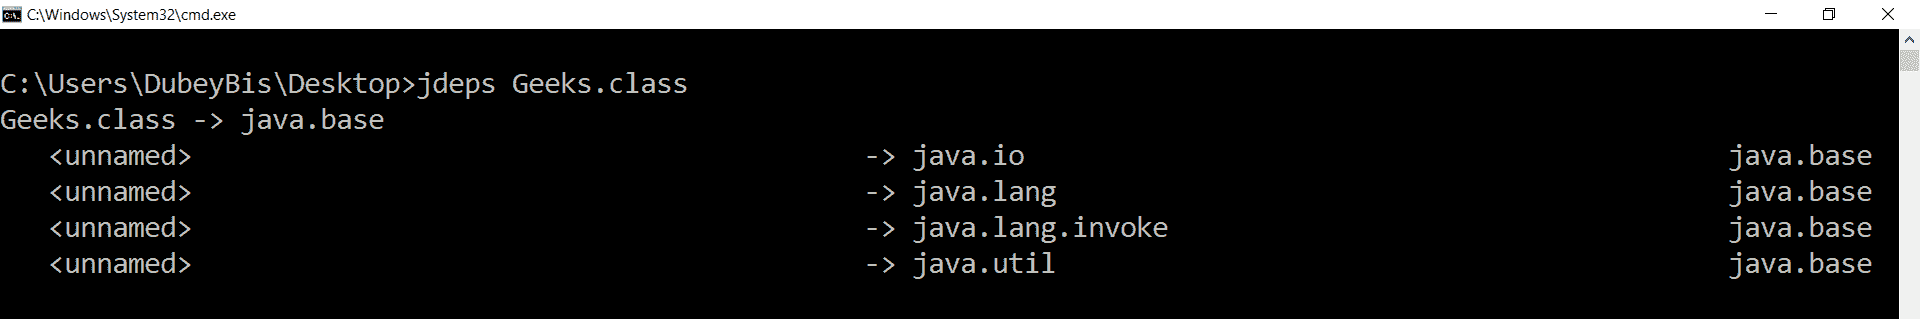 C:\Windows\System32\cmd.exe
C:\Users\DubeyBis\Desktop>jdeps Geeks.class
Geeks.class -> java.base
<unnamed> -> java.io java.base
<unnamed> -> java.lang java.base
<unnamed> -> java.lang.invoke java.base
<unnamed> -> java.util java.base